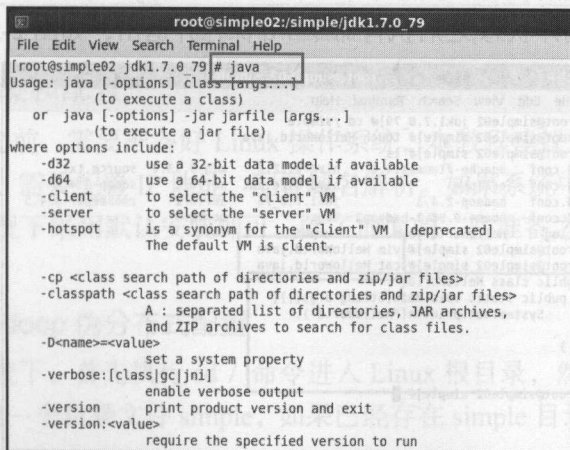 root@simple02:/simple/jdk1.7.0_79
File Edit View Search Terminal Help
[root@simple02 jdk1.7.0_79]# java
Usage: java [-options] class [args...]
(to execute a class)
or java [-options] -jar jarfile [args...]
(to execute a jar file)
where options include:
-d32 use a 32-bit data model if available
-d64 use a 64-bit data model if available
-client to select the "client" VM
-server to select the "server" VM
-hotspot is a synonym for the "client" VM [deprecated]
The default VM is client.
-cp <class search path of directories and zip/jar files>
-classpath <class search path of directories and zip/jar files>
A : separated list of directories, JAR archives,
and ZIP archives to search for class files.
-D<name>=<value>
set a system property
-verbose:[class|gc|jni]
enable verbose output
-version print product version and exit
-version:<value>
require the specified version to run